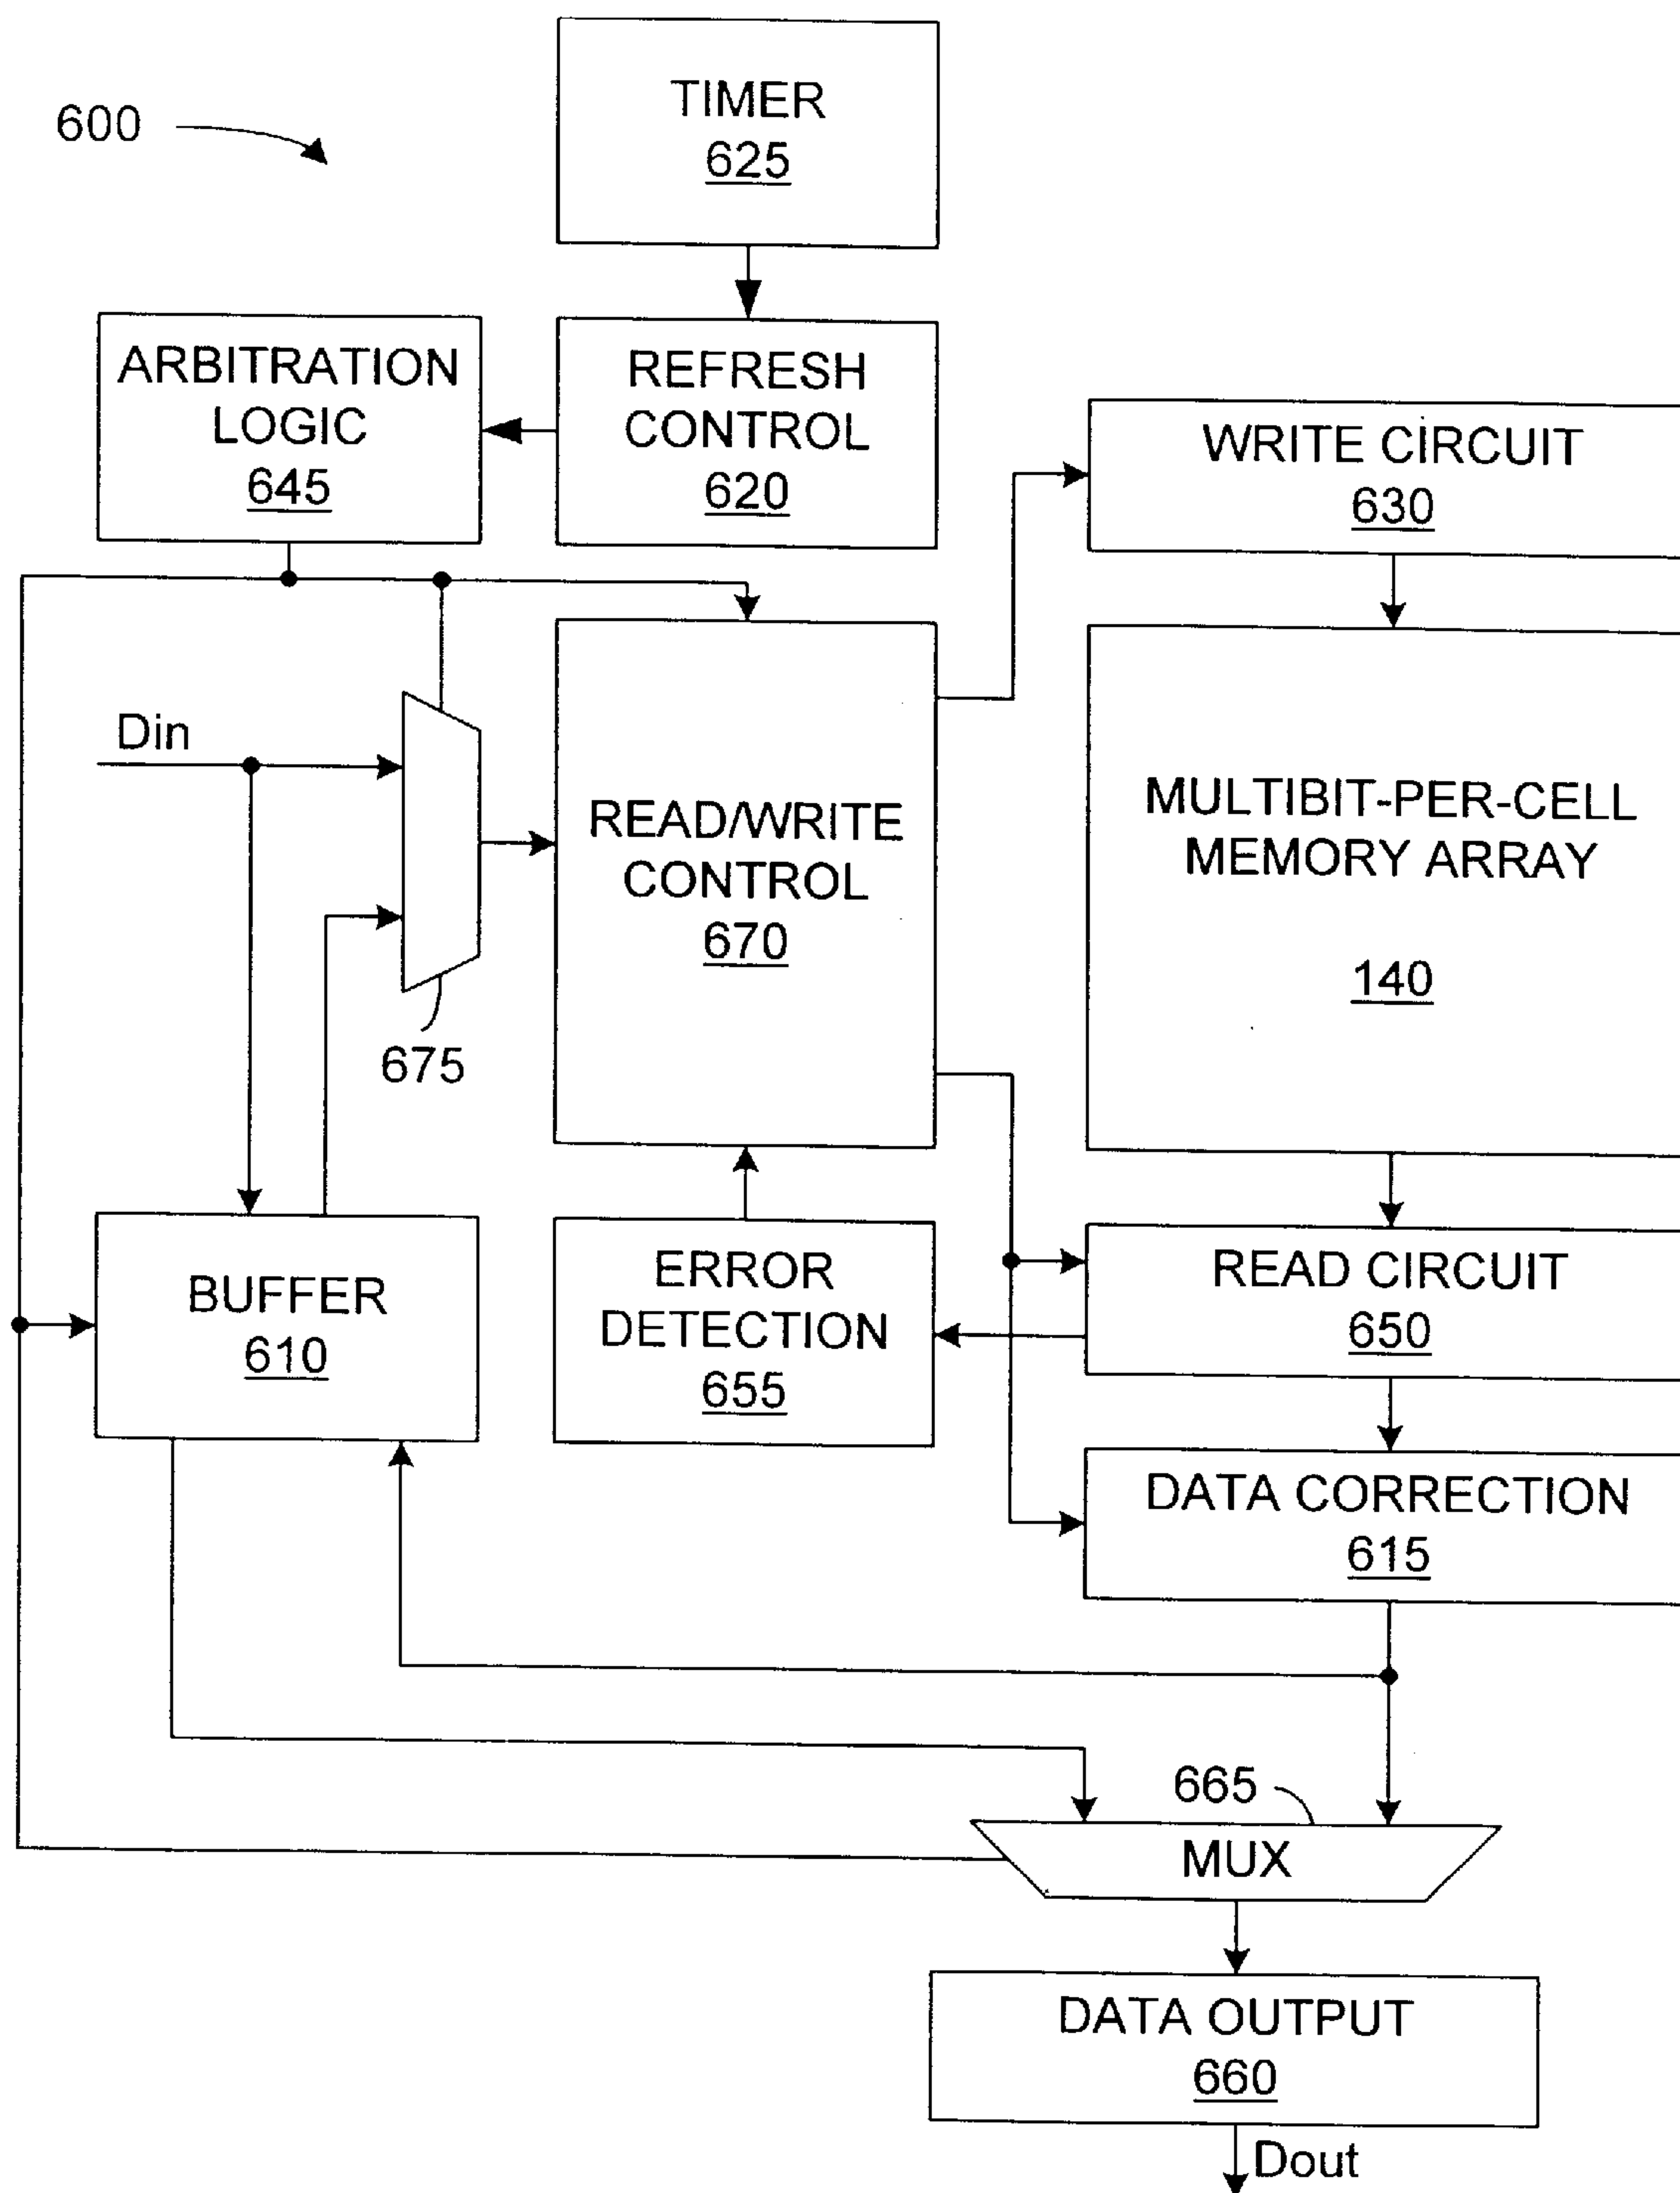 600
TIMER
625
ARBITRATION
LOGIC
645
REFRESH
CONTROL
620
WRITE CIRCUIT
630
Din
675
READ/WRITE
CONTROL
670
MULTIBIT-PER-CELL
MEMORY ARRAY
140
BUFFER
610
ERROR
DETECTION
655
READ CIRCUIT
650
DATA CORRECTION
615
665
MUX
DATA OUTPUT
660
Dout